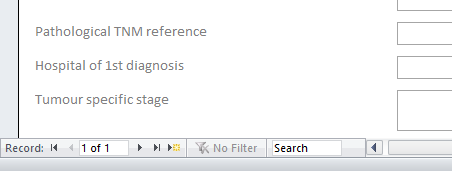 Pathological TNM reference
Hospital of 1st diagnosis
Tumour specific stage
Record: 1 of 1 No Filter Search